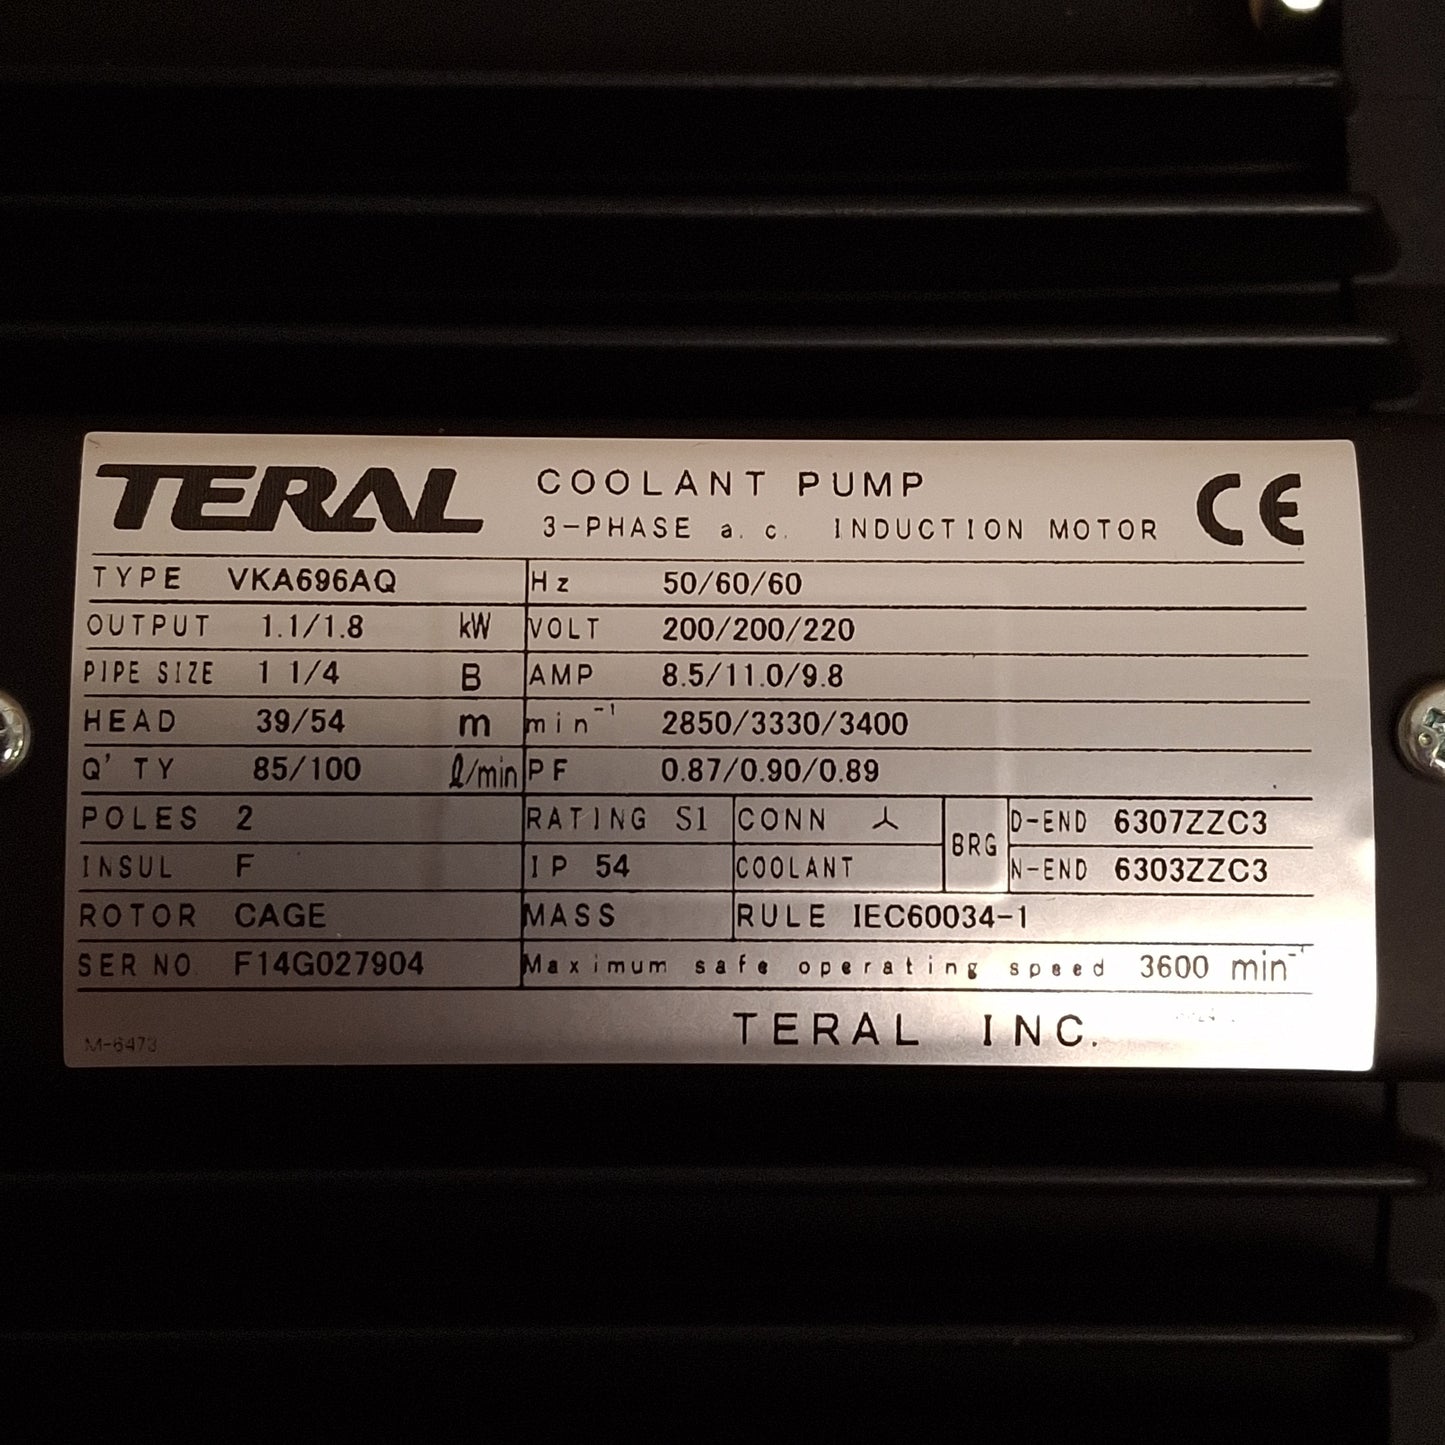 TERAL COOLANT PUMP CE
3-PHASE a.c. INDUCTION MOTOR
TYPE VKA696AQ Hz 50/60/60
OUTPUT 1.1/1.8 kW VOLT 200/200/220
PIPE SIZE 1 1/4 B AMP 8.5/11.0/9.8
HEAD 39/54 m min⁻¹ 2850/3330/3400
Q'TY 85/100 ℓ/min PF 0.87/0.90/0.89
POLES 2 RATING S1 CONN 人 BRG D-END 6307ZZC3
INSUL F IP 54 COOLANT N-END 6303ZZC3
ROTOR CAGE MASS RULE IEC60034-1
SER NO. F14G027904 Maximum safe operating speed 3600 min⁻¹
TERAL INC.
M-6473